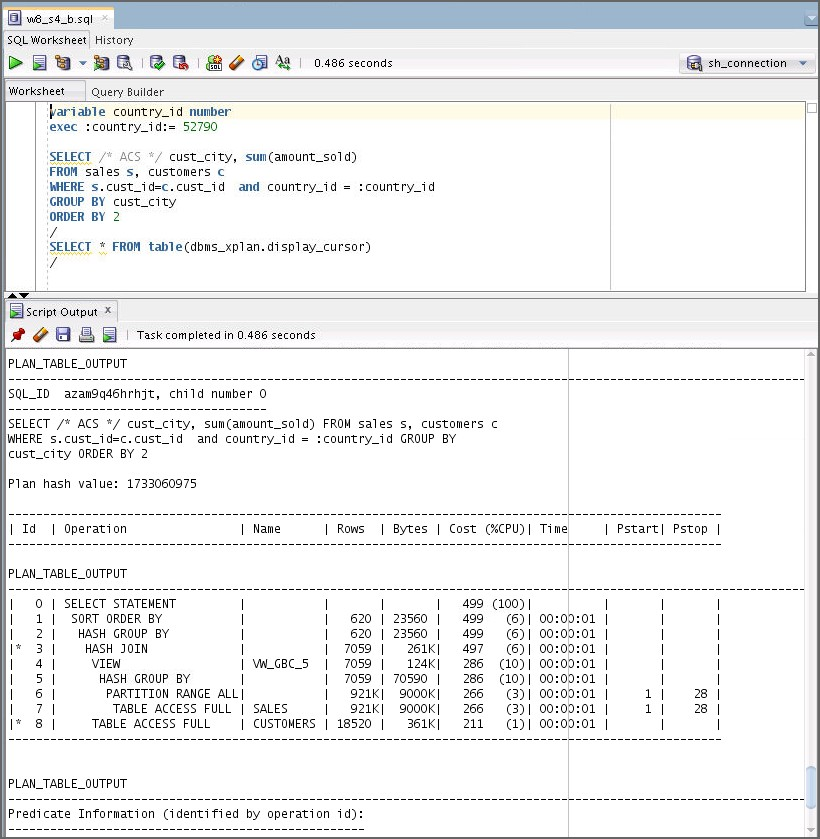 w8_s4_b.sql
SQL Worksheet History
0.486 seconds
sh_connection
Worksheet Query Builder
variable country_id number
exec :country_id:= 52790
SELECT /* ACS */ cust_city, sum(amount_sold)
FROM sales s, customers c
WHERE s.cust_id=c.cust_id  and country_id = :country_id
GROUP BY cust_city
ORDER BY 2
/
SELECT * FROM table(dbms_xplan.display_cursor)
/
Script Output x
Task completed in 0.486 seconds
PLAN_TABLE_OUTPUT
--------------------------------------------------------------------------------
SQL_ID  azam9q46hrhjt, child number 0
-------------------------------------
SELECT /* ACS */ cust_city, sum(amount_sold) FROM sales s, customers c
WHERE s.cust_id=c.cust_id  and country_id = :country_id GROUP BY
cust_city ORDER BY 2
Plan hash value: 1733060975
--------------------------------------------------------------------------------
| Id  | Operation                | Name      | Rows  | Bytes | Cost (%CPU)| Time     | Pstart| Pstop |
--------------------------------------------------------------------------------
PLAN_TABLE_OUTPUT
--------------------------------------------------------------------------------
|   0 | SELECT STATEMENT         |           |       |       |   499 (100)|          |       |       |
|   1 |  SORT ORDER BY           |           |   620 | 23560 |   499   (6)| 00:00:01 |       |       |
|   2 |   HASH GROUP BY          |           |   620 | 23560 |   499   (6)| 00:00:01 |       |       |
|*  3 |    HASH JOIN             |           |  7059 |   261K|   497   (6)| 00:00:01 |       |       |
|   4 |     VIEW                 | VW_GBC_5  |  7059 |   124K|   286  (10)| 00:00:01 |       |       |
|   5 |      HASH GROUP BY       |           |  7059 | 70590 |   286  (10)| 00:00:01 |       |       |
|   6 |       PARTITION RANGE ALL|           |   921K|  9000K|   266   (3)| 00:00:01 |     1 |    28 |
|   7 |        TABLE ACCESS FULL | SALES     |   921K|  9000K|   266   (3)| 00:00:01 |     1 |    28 |
|*  8 |     TABLE ACCESS FULL    | CUSTOMERS | 18520 |   361K|   211   (1)| 00:00:01 |       |       |
--------------------------------------------------------------------------------
PLAN_TABLE_OUTPUT
--------------------------------------------------------------------------------
Predicate Information (identified by operation id):
---------------------------------------------------